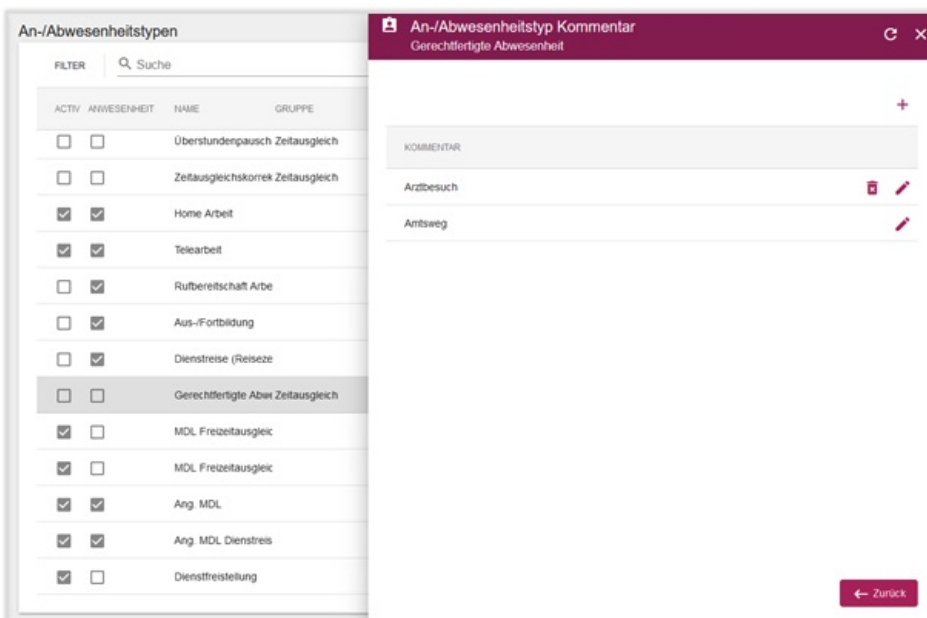 An-/Abwesenheitstypen
FILTER Suche
ACTIV ANWESENHEIT NAME GRUPPE
Überstundenpausch Zeitausgleich
Zeitausgleichskorrek Zeitausgleich
Home Arbeit
Telearbeit
Rufbereitschaft Arbe
Aus-/Fortbildung
Dienstreise (Reiseze
Gerechtfertigte Abwe Zeitausgleich
MDL Freizeitausgleic
MDL Freizeitausgleic
Ang. MDL
Ang. MDL Dienstreis
Dienstfreistellung
An-/Abwesenheitstyp Kommentar
Gerechtfertigte Abwesenheit
KOMMENTAR
Arztbesuch
Amtsweg
Zurück